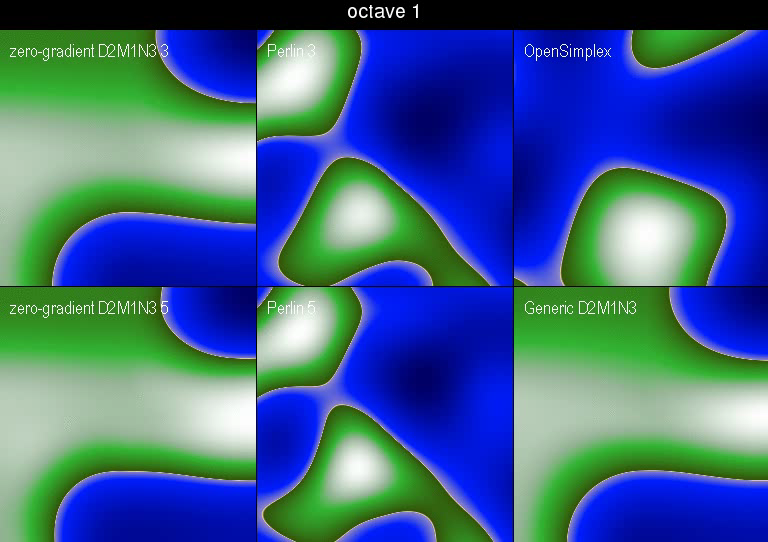 octave 1
zero-gradient D2M1N3 3
Perlin 3
OpenSimplex
zero-gradient D2M1N3 5
Perlin 5
Generic D2M1N3